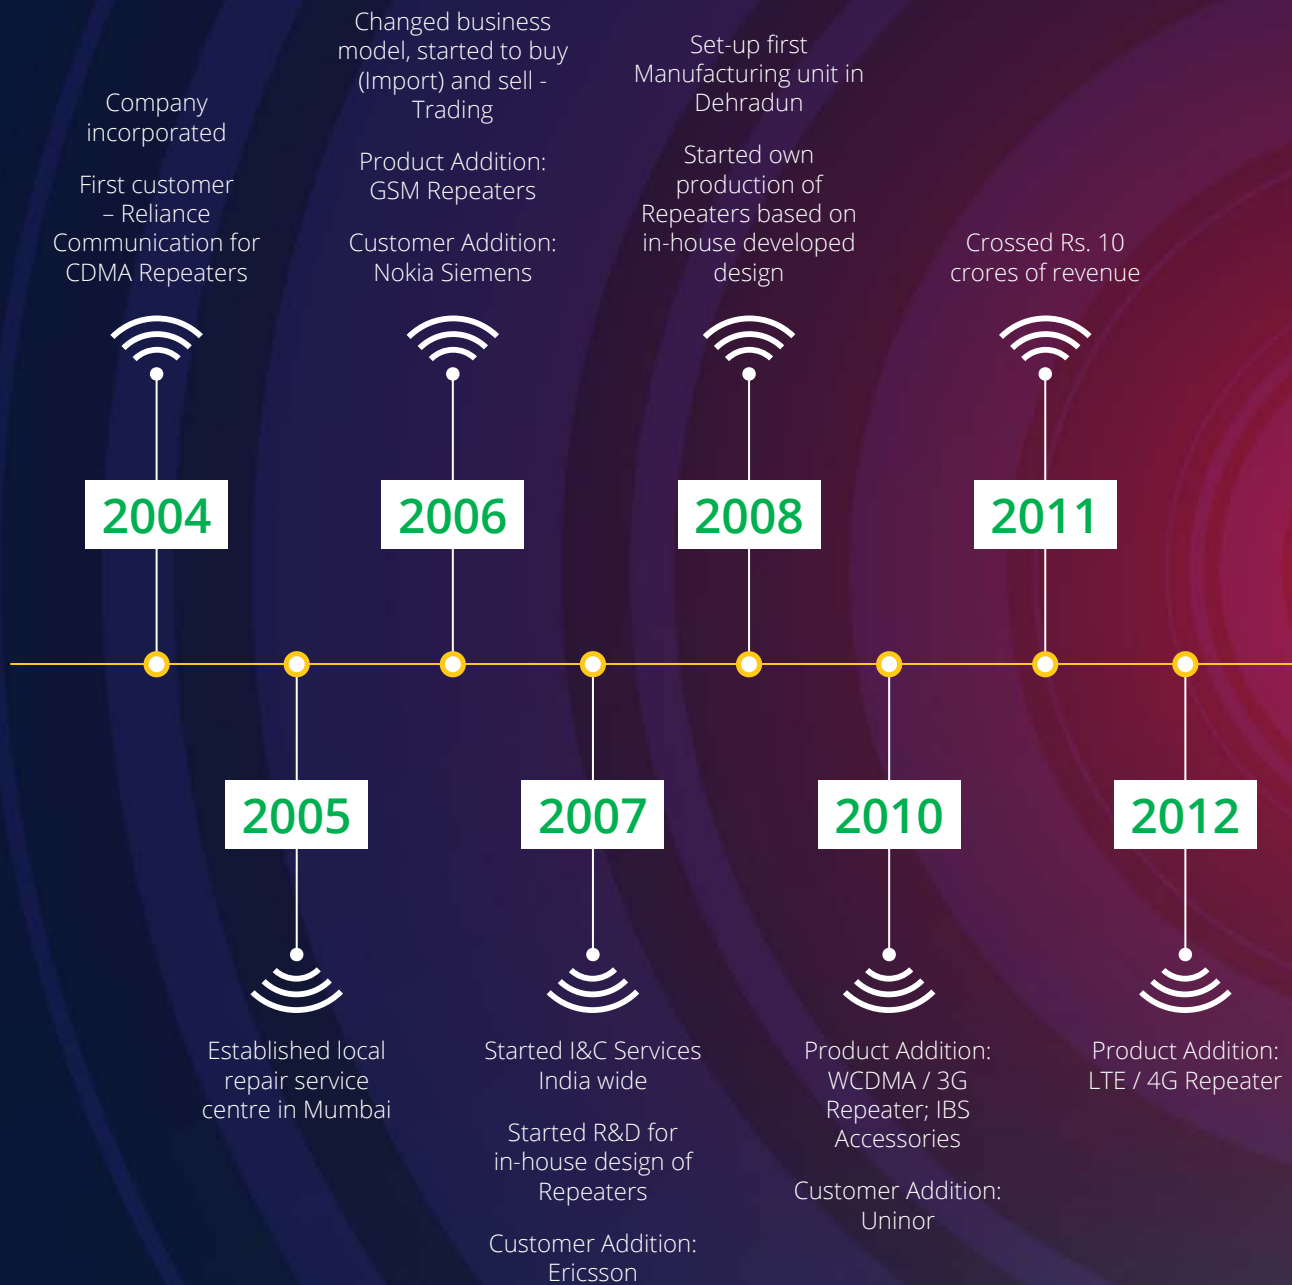 Company
incorporated
First customer
– Reliance
Communication for
CDMA Repeaters
2004
2005
Established local
repair service
centre in Mumbai
Changed business
model, started to buy
(Import) and sell -
Trading
Product Addition:
GSM Repeaters
Customer Addition:
Nokia Siemens
2006
2007
Started I&C Services
India wide
Started R&D for
in-house design of
Repeaters
Customer Addition:
Ericsson
Set-up first
Manufacturing unit in
Dehradun
Started own
production of
Repeaters based on
in-house developed
design
2008
2010
Product Addition:
WCDMA / 3G
Repeater; IBS
Accessories
Customer Addition:
Uninor
Crossed Rs. 10
crores of revenue
2011
2012
Product Addition:
LTE / 4G Repeater